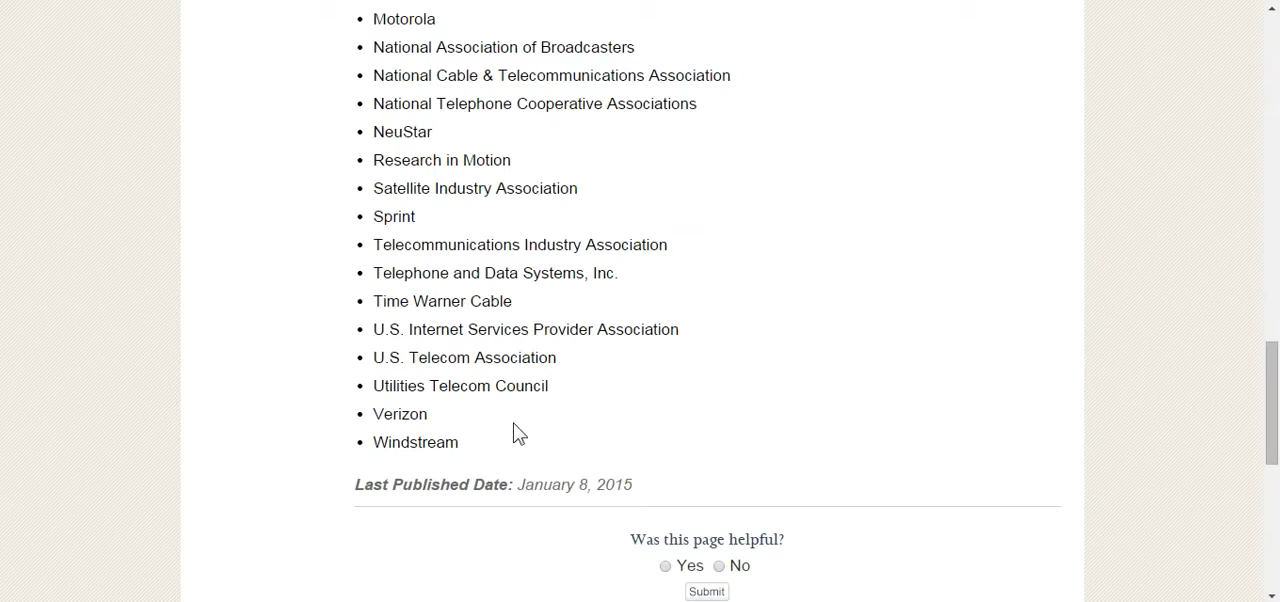 • Motorola
• National Association of Broadcasters
• National Cable & Telecommunications Association
• National Telephone Cooperative Associations
• NeuStar
• Research in Motion
• Satellite Industry Association
• Sprint
• Telecommunications Industry Association
• Telephone and Data Systems, Inc.
• Time Warner Cable
• U.S. Internet Services Provider Association
• U.S. Telecom Association
• Utilities Telecom Council
• Verizon
• Windstream
Last Published Date: January 8, 2015
Was this page helpful?
Yes No
Submit